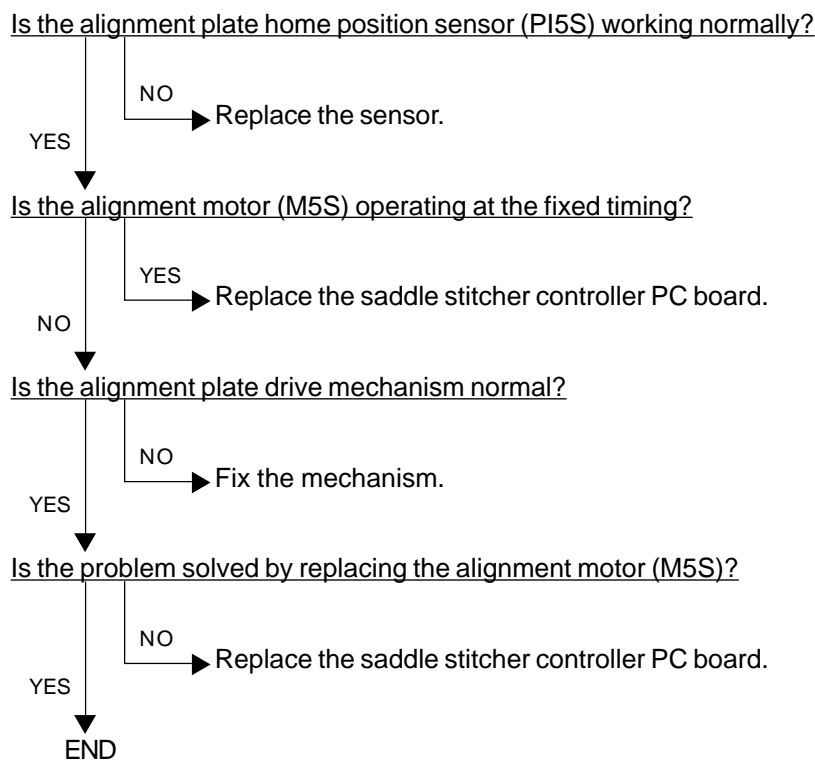 Is the alignment plate home position sensor (PI5S) working normally?
NO
Replace the sensor.
YES
Is the alignment motor (M5S) operating at the fixed timing?
YES
Replace the saddle stitcher controller PC board.
NO
Is the alignment plate drive mechanism normal?
NO
Fix the mechanism.
YES
Is the problem solved by replacing the alignment motor (M5S)?
NO
Replace the saddle stitcher controller PC board.
YES
END